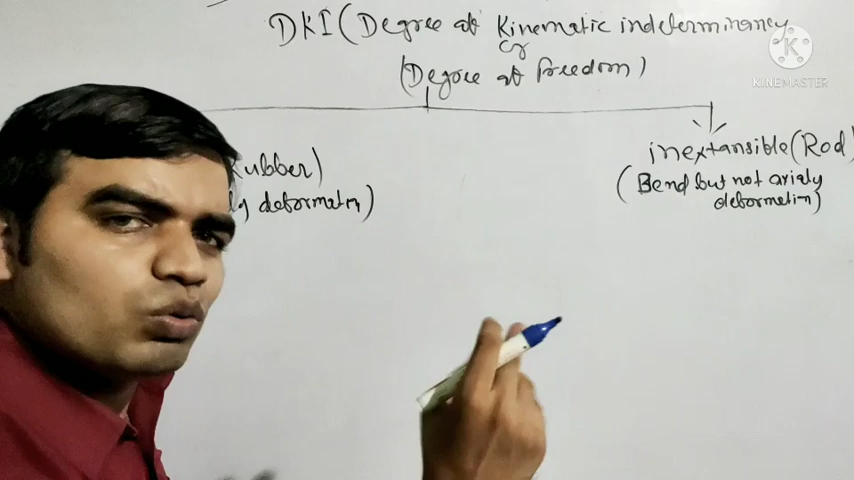 DKI (Degree of Kinematic indeterminancy
or
(Degree of freedom)
KINEMASTER
Rubber)
inextansible (Rod)
deformation)
(Bend but not axialy
deformation)